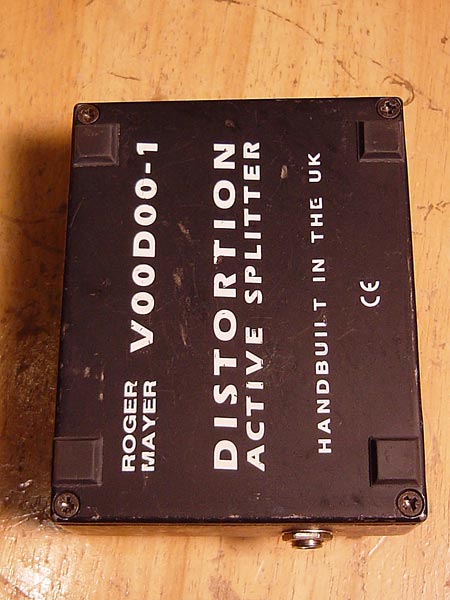 ROGER
MAYER VOODOO-1
DISTORTION
ACTIVE SPLITTER
HANDBUILT IN THE UK
CE